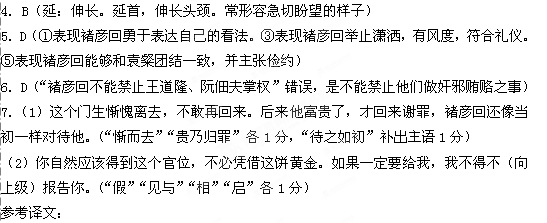 4. B（延：伸长。延首，伸长头颈。常形容急切盼望的样子）
5. D（①表现褚彦回勇于表达自己的看法。③表现褚彦回举止潇洒，有风度，符合礼仪。
⑤表现褚彦回能够和袁粲团结一致，并主张俭约）
6. D（“褚彦回不能禁止王道隆、阮佃夫掌权”错误，是不能禁止他们做奸邪贿赂之事）
7.（1）这个门生惭愧离去，不敢再回来。后来他富贵了，才回来谢罪，褚彦回还像当
初一样对待他。（“惭而去”“贵乃归罪”各 1 分，“待之如初”补出主语 1 分）
（2）你自然应该得到这个官位，不必凭借这饼黄金。如果一定要给我，我不得不（向
上级）报告你。（“假”“见与”“相”“启”各 1 分）
参考译文：